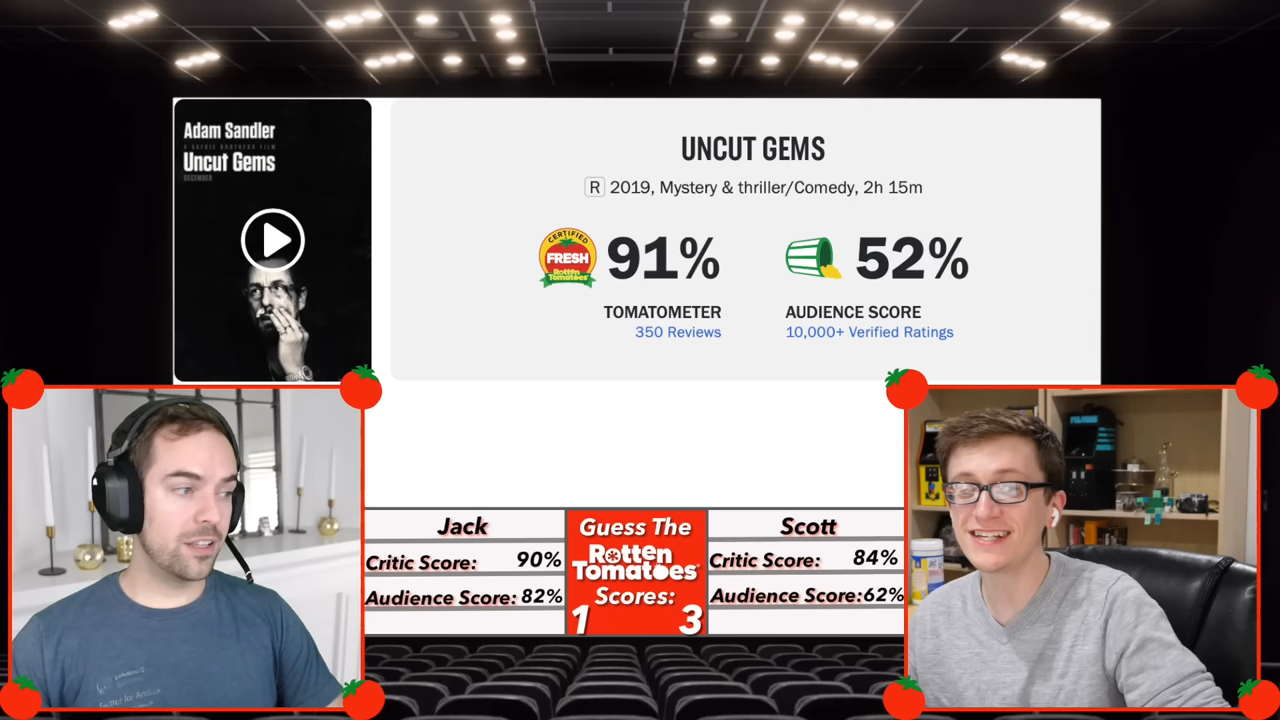 Adam Sandler
A SAFDIE BROTHERS FILM
Uncut Gems
DECEMBER
UNCUT GEMS
R 2019, Mystery & thriller/Comedy, 2h 15m
CERTIFIED
FRESH
Rotten
Tomatoes
91%
52%
TOMATOMETER
AUDIENCE SCORE
350 Reviews
10,000+ Verified Ratings
Jack
Critic Score: 90%
Audience Score: 82%
Guess The
Rotten
Tomatoes
Scores:
1 3
Scott
Critic Score: 84%
Audience Score: 62%